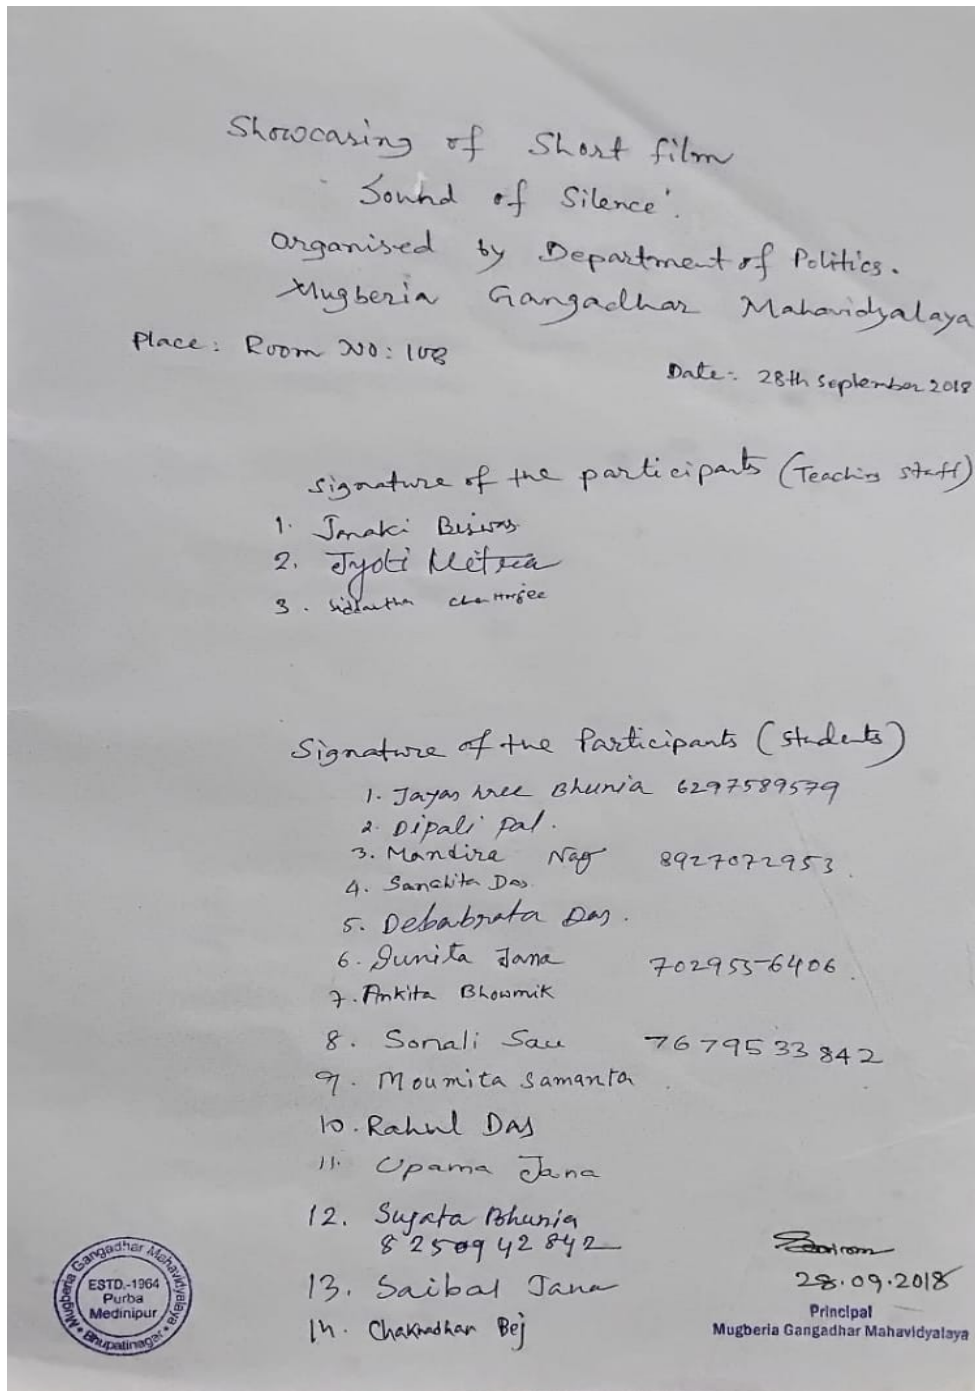 Showcasing of Short film
'Sound of Silence'.
Organised by Department of Politics.
Mugberia Gangadhar Mahavidyalaya
Place: Room No: 108
Date:- 28th September 2018
Signature of the participants (Teaching staff)
1. Janaki Biswas
2. Jyoti Mitra
3. Siddartha Chatterjee
Signature of the Participants (Students)
1. Jayashree Bhunia 6297589579
2. Dipali Pal.
3. Mandira Nag 8927072953.
4. Sanchita Das.
5. Debabrata Das.
6. Sunita Jana 7029556406.
7. Ankita Bhowmik
8. Sonali Sau 7679533842
9. Moumita Samanta
10. Rahul Das
11. Upama Jana
12. Sujata Bhunia
8250942842
13. Saibal Jana
14. Chakradhar Bej
Mugberia Gangadhar Mahavidyalaya
ESTD.-1964
Purba
Medinipur
Bhupatinagar
28.09.2018
Principal
Mugberia Gangadhar Mahavidyalaya